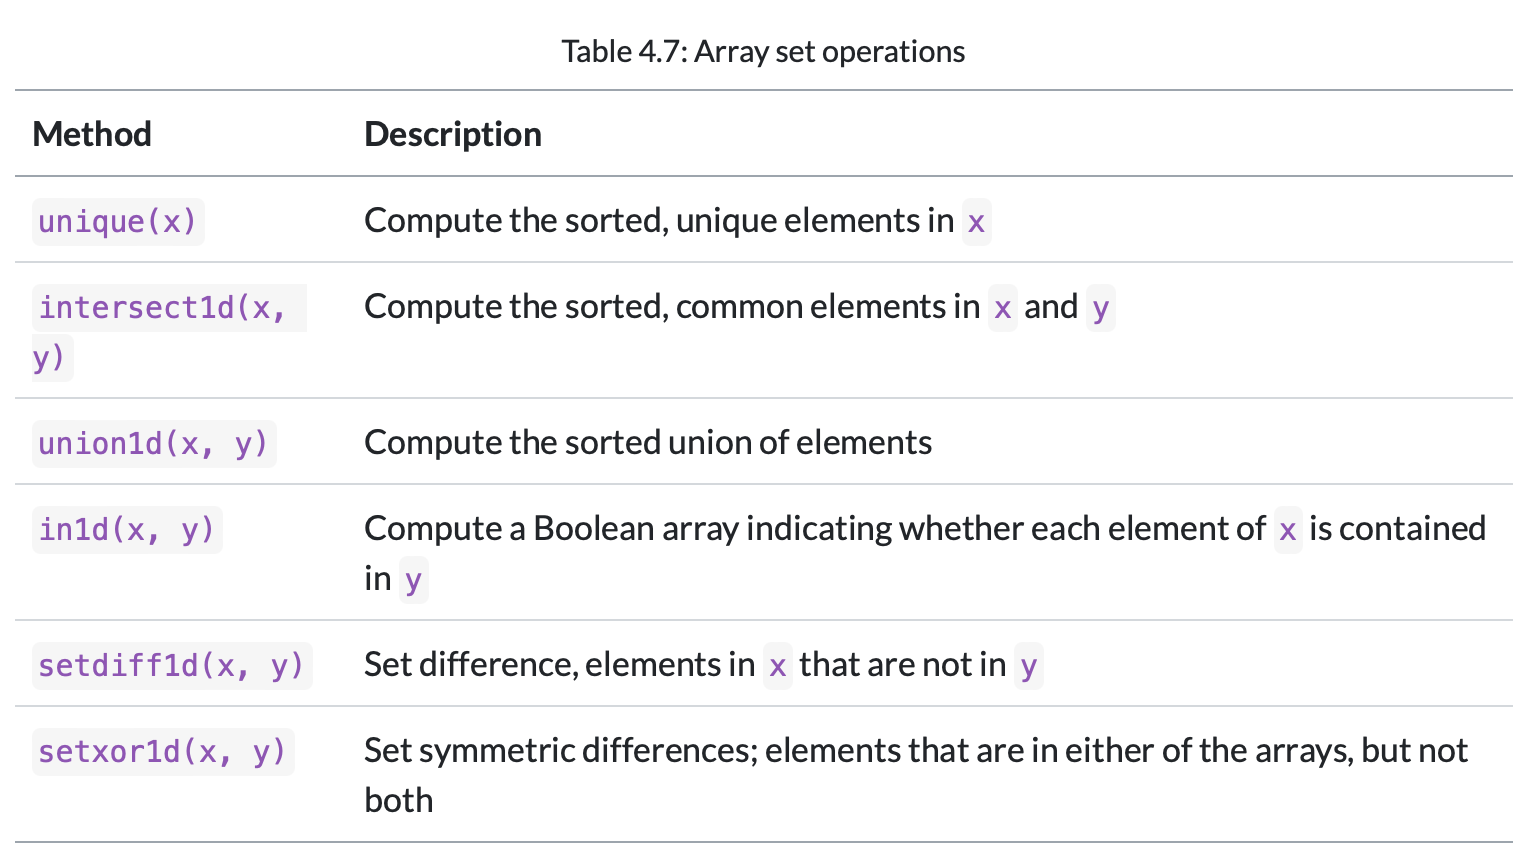 Table 4.7: Array set operations
Method Description
unique(x) Compute the sorted, unique elements in x
intersect1d(x, Compute the sorted, common elements in x and y
y)
union1d(x, y) Compute the sorted union of elements
in1d(x, y) Compute a Boolean array indicating whether each element of x is contained
in y
setdiff1d(x, y) Set difference, elements in x that are not in y
setxor1d(x, y) Set symmetric differences; elements that are in either of the arrays, but not
both